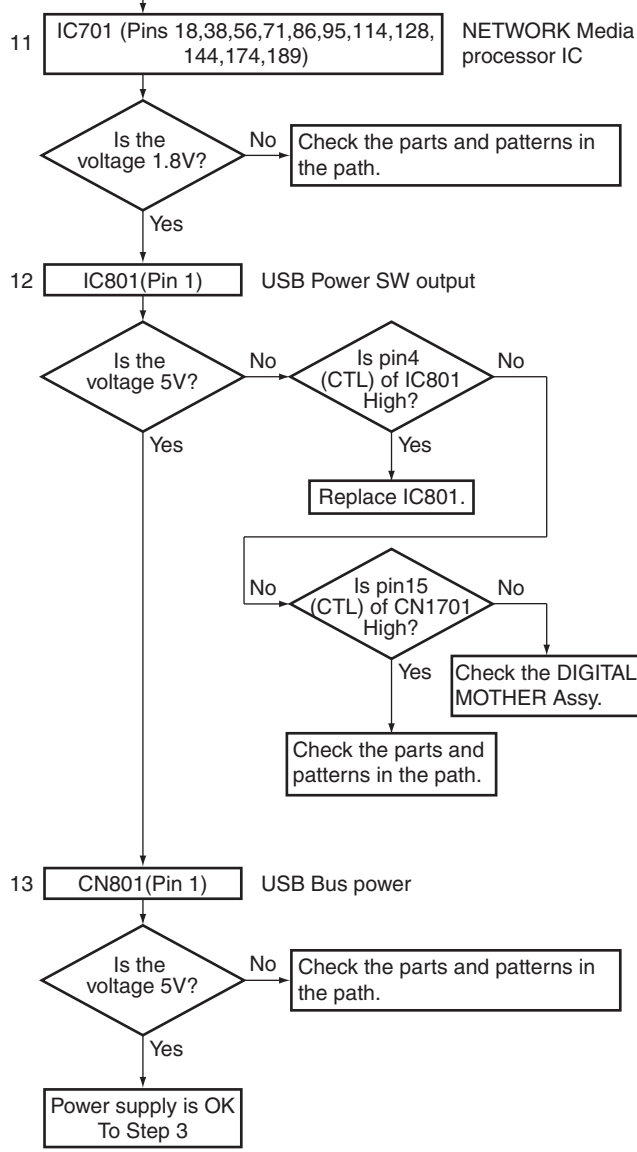 11
IC701 (Pins 18,38,56,71,86,95,114,128,
144,174,189)
NETWORK Media
processor IC
Is the
voltage 1.8V?
No
Check the parts and patterns in
the path.
Yes
12
IC801(Pin 1)
USB Power SW output
Is the
voltage 5V?
No
Is pin4
(CTL) of IC801
High?
No
Yes
Yes
Replace IC801.
No
Is pin15
(CTL) of CN1701
High?
No
Yes
Check the DIGITAL
MOTHER Assy.
Check the parts and
patterns in the path.
13
CN801(Pin 1)
USB Bus power
Is the
voltage 5V?
No
Check the parts and patterns in
the path.
Yes
Power supply is OK
To Step 3